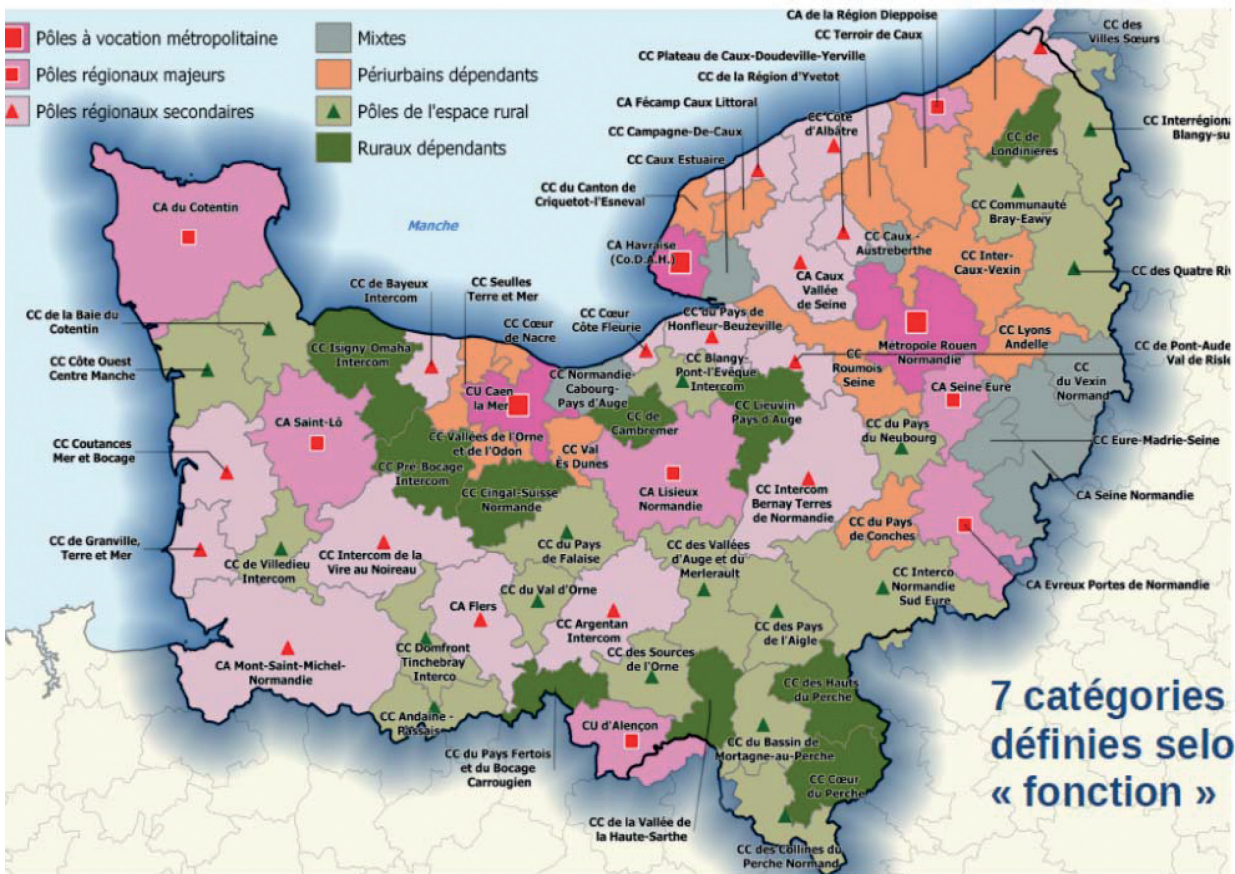 Pôles à vocation métropolitaine
Pôles régionaux majeurs
Pôles régionaux secondaires
Mixtes
Périurbains dépendants
Pôles de l'espace rural
Ruraux dépendants
CA de la Région Dieppoise
CC Terroir de Caux
CC Plateau de Caux-Doudeville-Yerville
CC de la Région d'Yvetot
CA Fécamp Caux Littoral
CC Campagne-De-Caux
CC Caux Estuaire
CC du Canton de
Criquetot-l'Esneval
CC des
Villes Sœurs
CC Côte
d'Albâtre
CC de
Londinières
CC Interrégiona
Blangy-su
CC Communauté
Bray-Eawy
CA du Cotentin
Manche
CA Havraise
(Co.D.A.H.)
CC Caux -
Austreberthe
CC Inter-
Caux-Vexin
CA Caux
Vallée
de Seine
CC des Quatre Riv
CC de Bayeux
Intercom
CC Seulles
Terre et Mer
CC Cœur
de Nacre
CC Cœur
Côte Fleurie
CC du Pays de
Honfleur-Beuzeville
CC de la Baie du
Cotentin
CC Côte Ouest
Centre Manche
CC Isigny-Omaha
Intercom
CU Caen
la Mer
CC Normandie-
Cabourg-
Pays d'Auge
CC Blangy-
Pont-l'Evêque
Intercom
CC
Roumois
Seine
Métropole Rouen
Normandie
CC Lyons
Andelle
CC de Pont-Aude
Val de Risle
CC
du Vexin
Normand
CA Seine Eure
CA Saint-Lô
CC Vallées de l'Orne
et de l'Odon
CC de
Cambremer
CC Lieuvin
Pays d'Auge
CC du Pays
du Neubourg
CC Eure-Madrie-Seine
CC Coutances
Mer et Bocage
CC Pré-Bocage
Intercom
CC Val
Ès Dunes
CC Cingal-Suisse
Normande
CA Lisieux
Normandie
CC Intercom
Bernay Terres
de Normandie
CA Seine Normandie
CC du Pays
de Conches
CC de Granville,
Terre et Mer
CC de Villedieu
Intercom
CC Intercom de la
Vire au Noireau
CC du Pays
de Falaise
CC des Vallées
d'Auge et du
Merlerault
CC Interco
Normandie
Sud Eure
CA Evreux Portes de Normandie
CC du Val d'Orne
CA Flers
CC Argentan
Intercom
CC des Pays
de l'Aigle
CA Mont-Saint-Michel-
Normandie
CC Domfront
Tinchebray
Interco
CC des Sources
de l'Orne
CC des Hauts
du Perche
CC Andaine -
Passais
CU d'Alençon
CC du Bassin de
Mortagne-au-Perche
CC du Pays Fertois
et du Bocage
Carrougien
CC Cœur
du Perche
CC de la Vallée de
la Haute-Sarthe
CC des Collines du
Perche Normand
7 catégories
définies selo
« fonction »